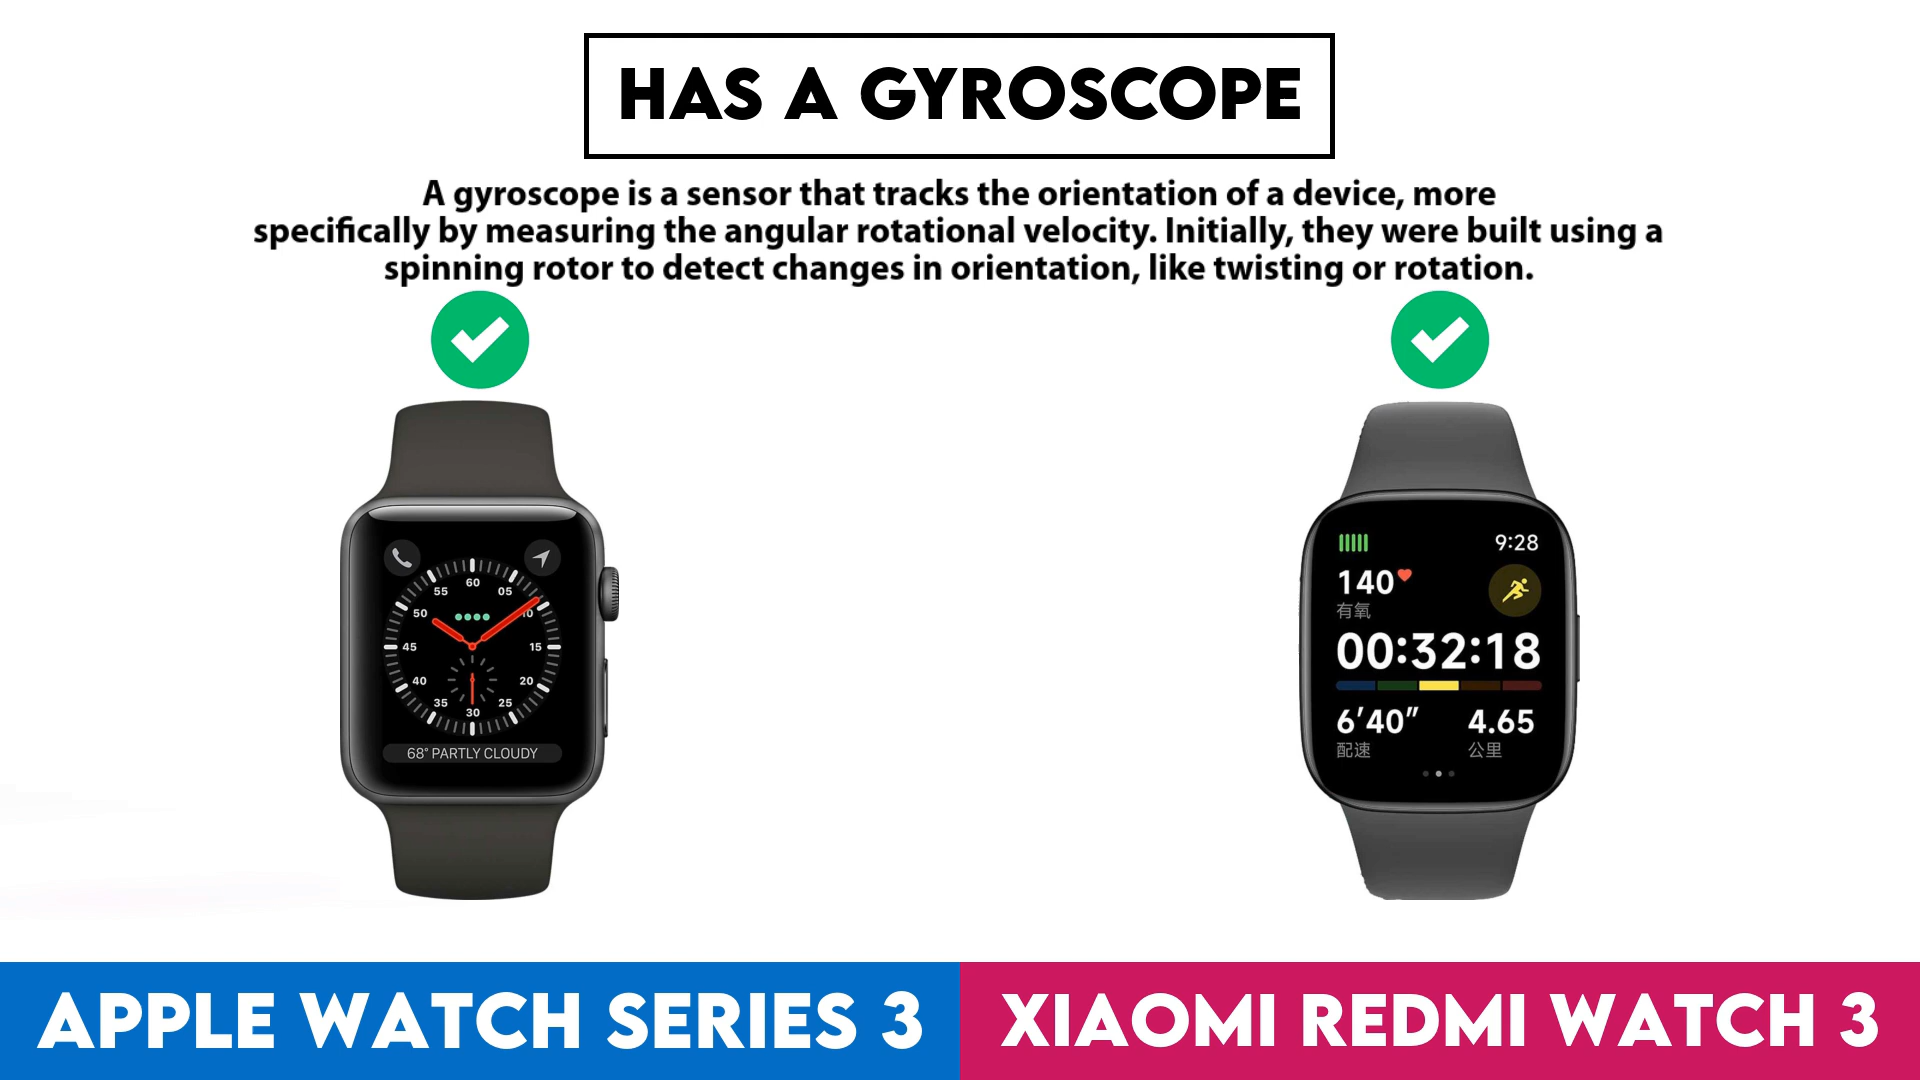 HAS A GYROSCOPE
A gyroscope is a sensor that tracks the orientation of a device, more
specifically by measuring the angular rotational velocity. Initially, they were built using a
spinning rotor to detect changes in orientation, like twisting or rotation.
60
55 05
50 10
45 15
40 20
35 25
30
68° PARTLY CLOUDY
9:28
140
有氧
00:32:18
6'40" 4.65
配速 公里
APPLE WATCH SERIES 3 XIAOMI REDMI WATCH 3